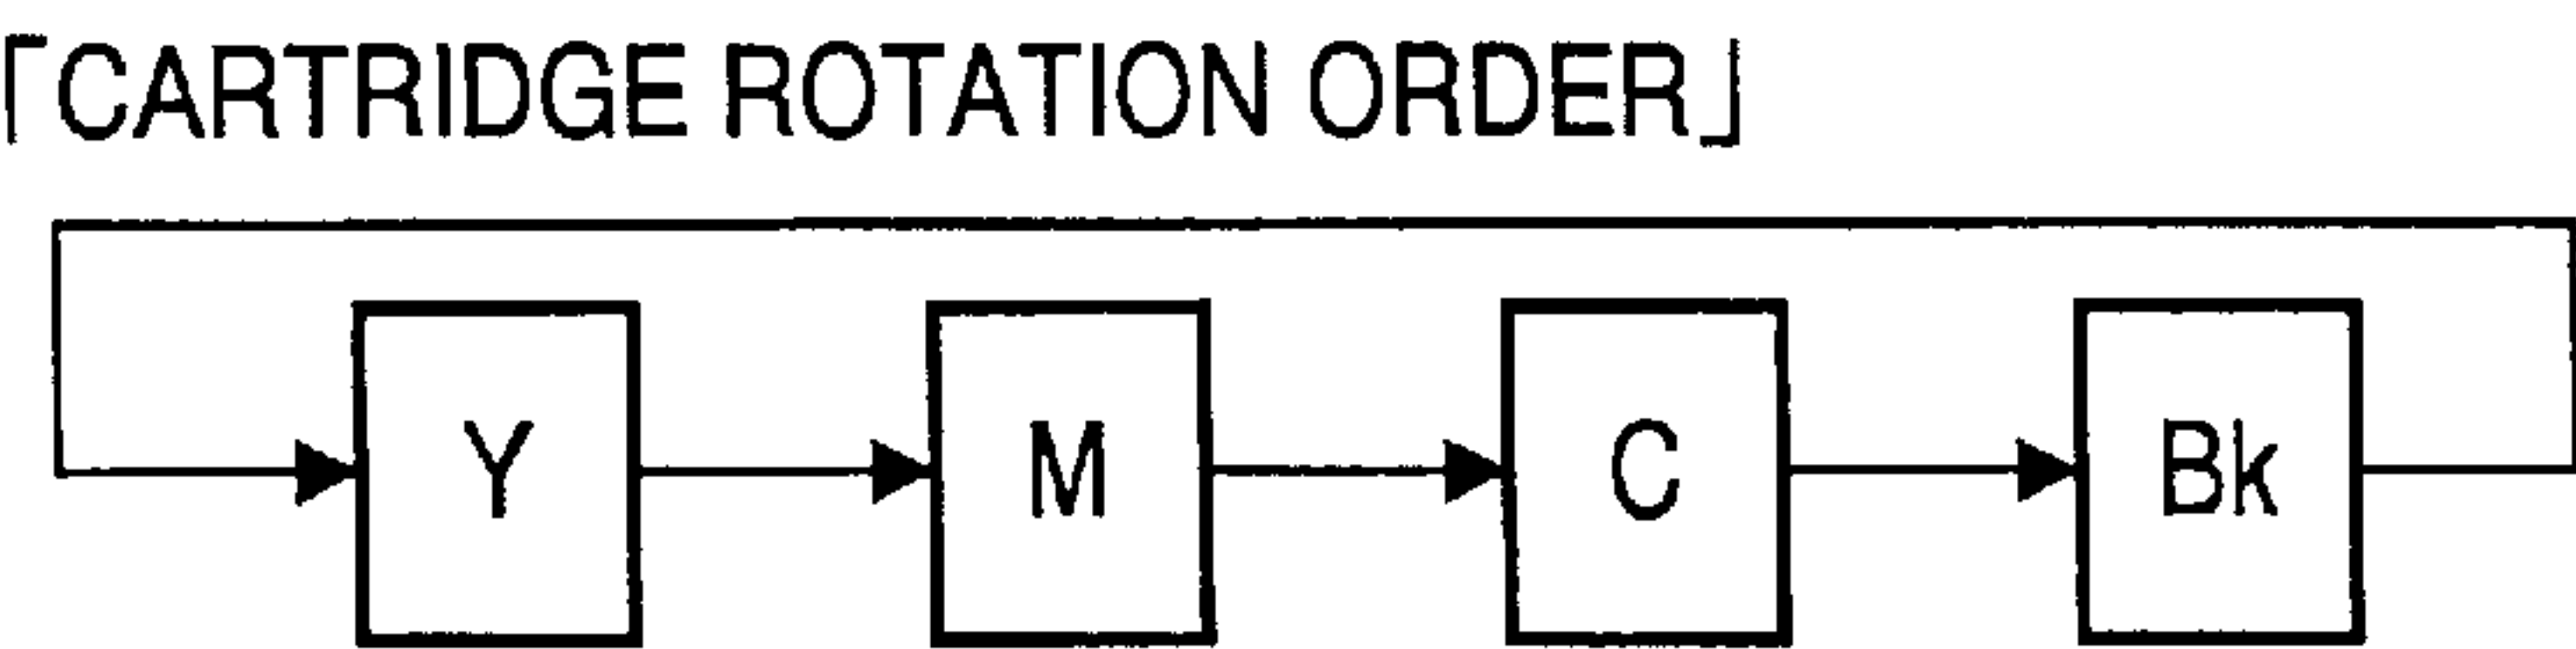 「CARTRIDGE ROTATION ORDER」
Y M C Bk